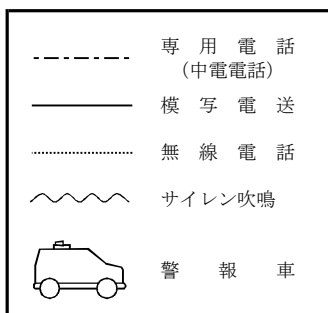 専用電話
(中電電話)
模写電送
無線電話
サイレン吹鳴
警報車